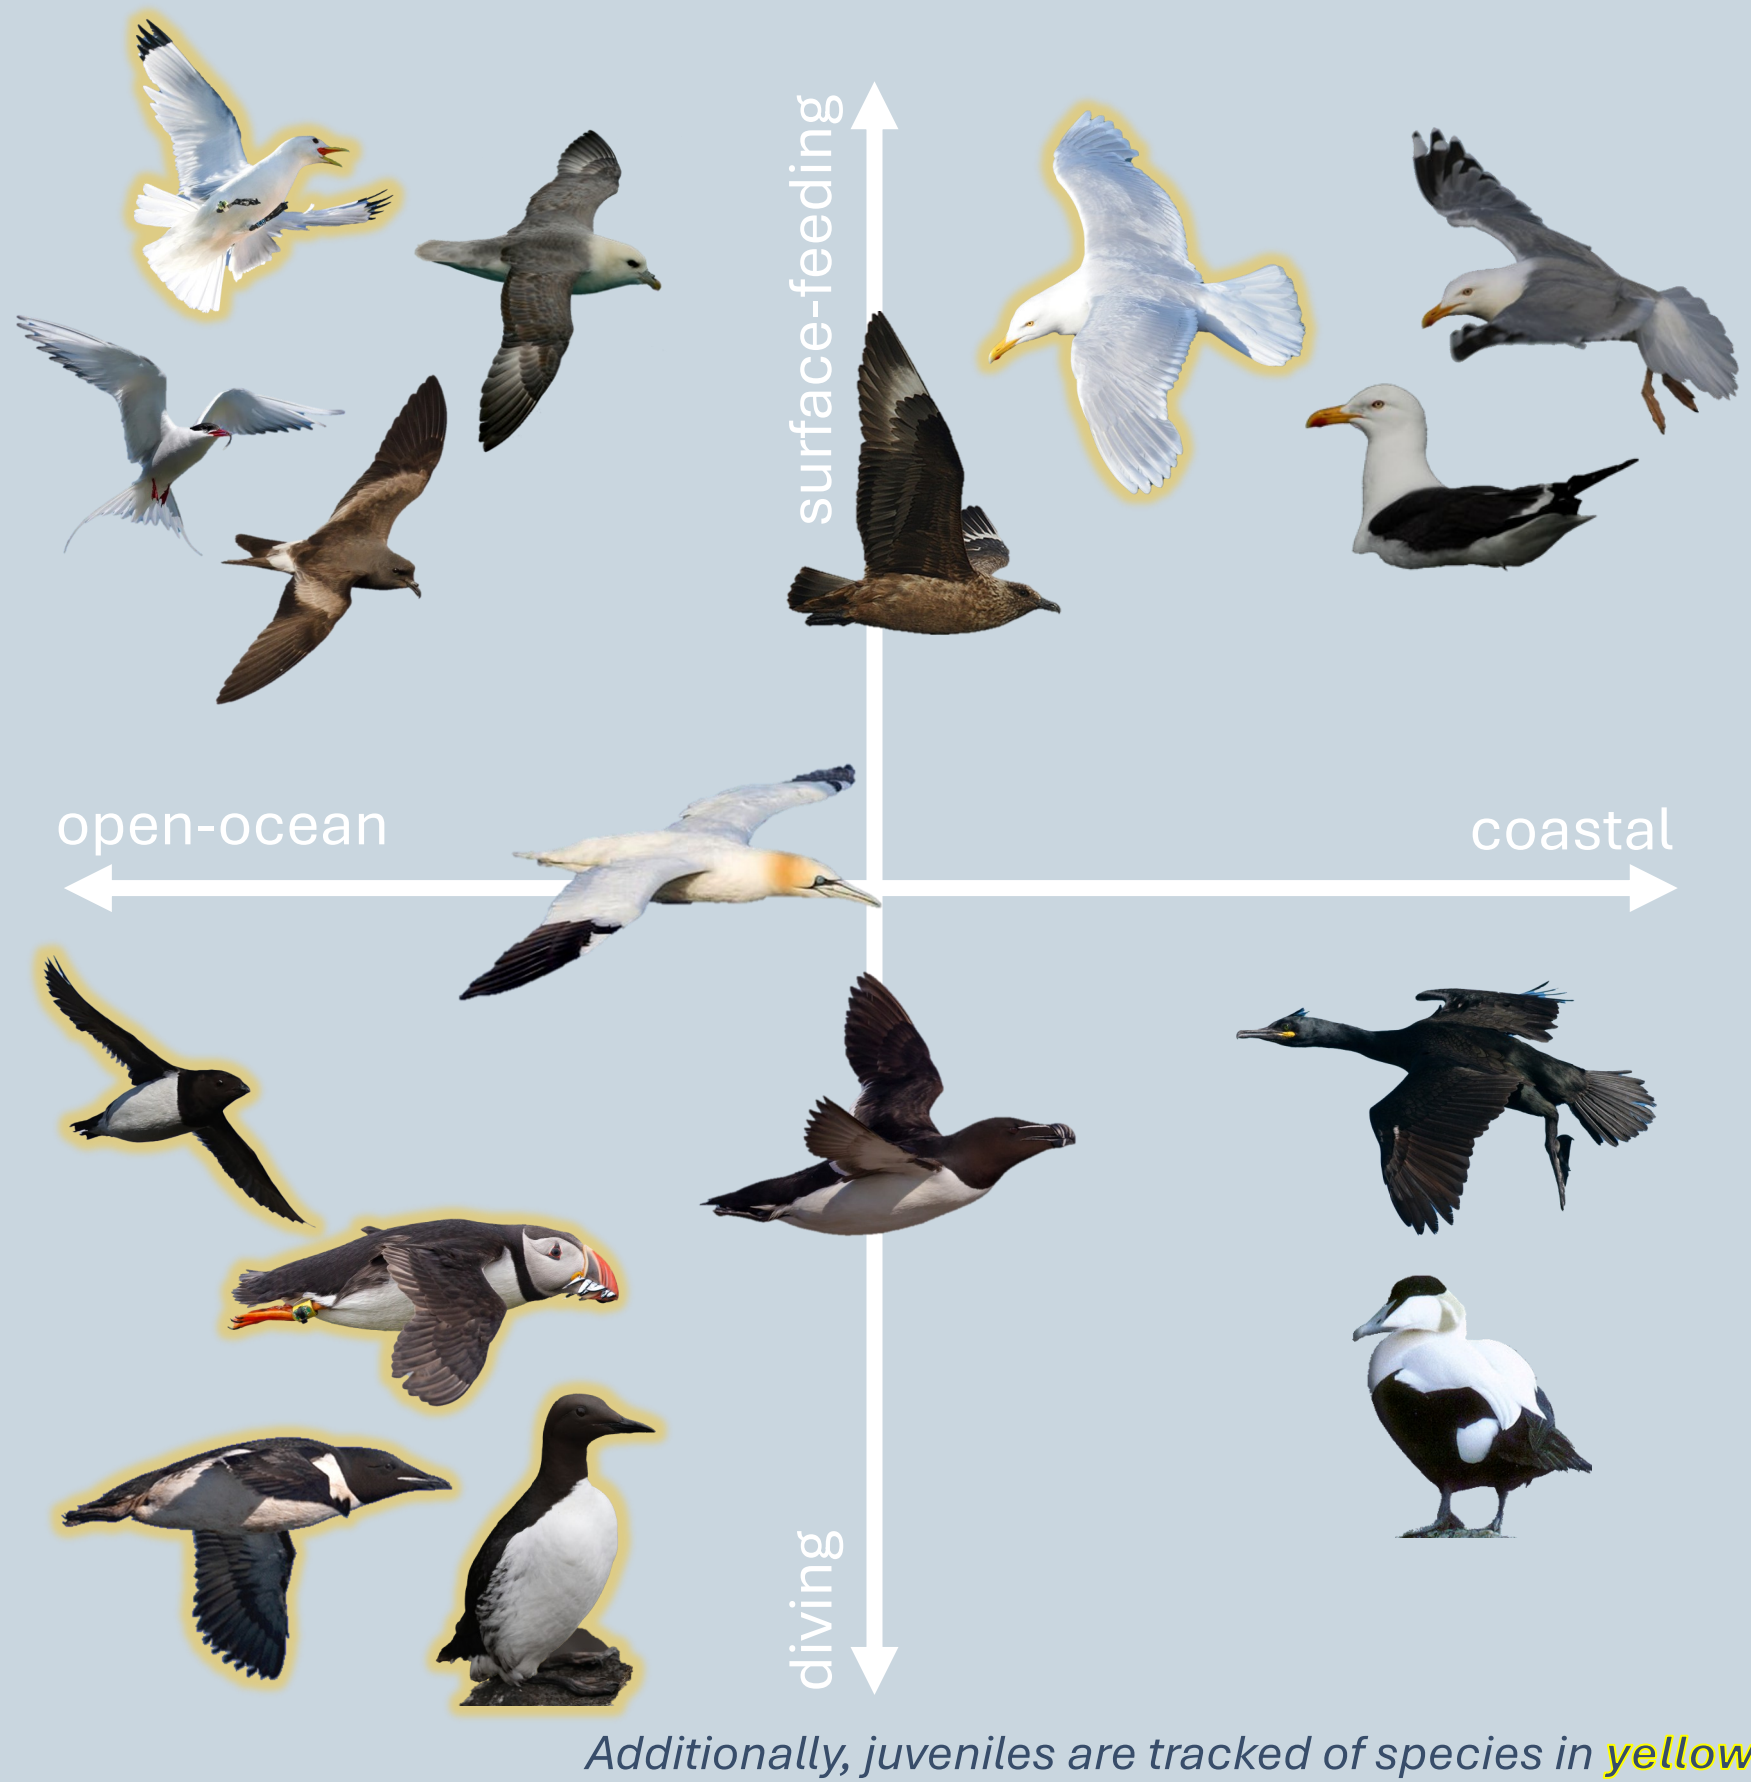 surface-feeding
open-ocean
coastal
diving
Additionally, juveniles are tracked of species in yellow